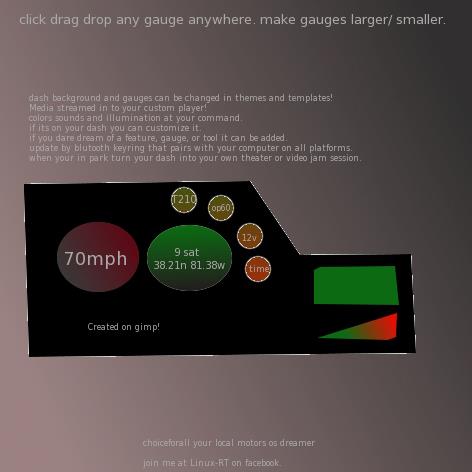 click drag drop any gauge anywhere. make gauges larger/ smaller.
dash background and gauges can be changed in themes and templates!
Media streamed in to your custom player!
colors sounds and illumination at your command.
if its on your dash you can customize it.
if you dare dream of a feature, gauge, or tool it can be added.
update by blutooth keyring that pairs with your computer on all platforms.
when your in park turn your dash into your own theater or video jam session.
T210
op60
12v
time
70mph
9 sat
38.21n 81.38w
Created on gimp!
choiceforall your local motors os dreamer
join me at Linux-RT on facebook.